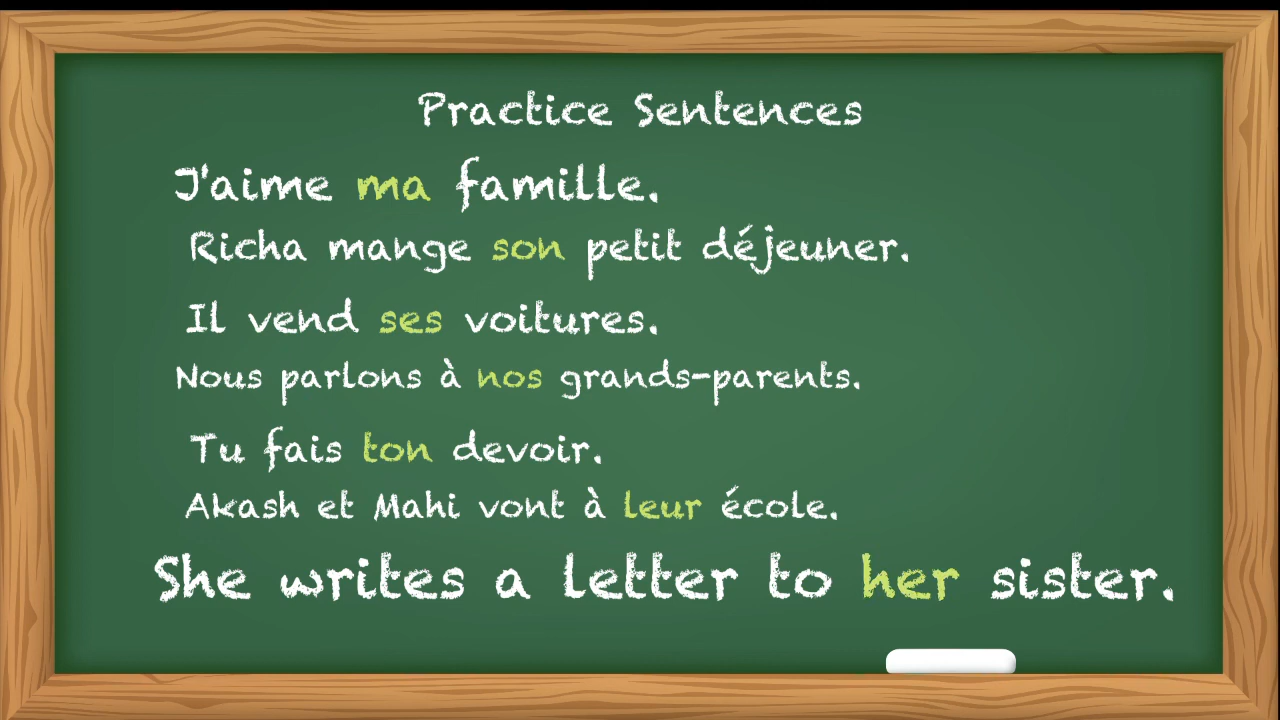 Practice Sentences
J'aime ma famille.
Richa mange son petit déjeuner.
Il vend ses voitures.
Nous parlons à nos grands-parents.
Tu fais ton devoir.
Akash et Mahi vont à leur école.
She writes a letter to her sister.